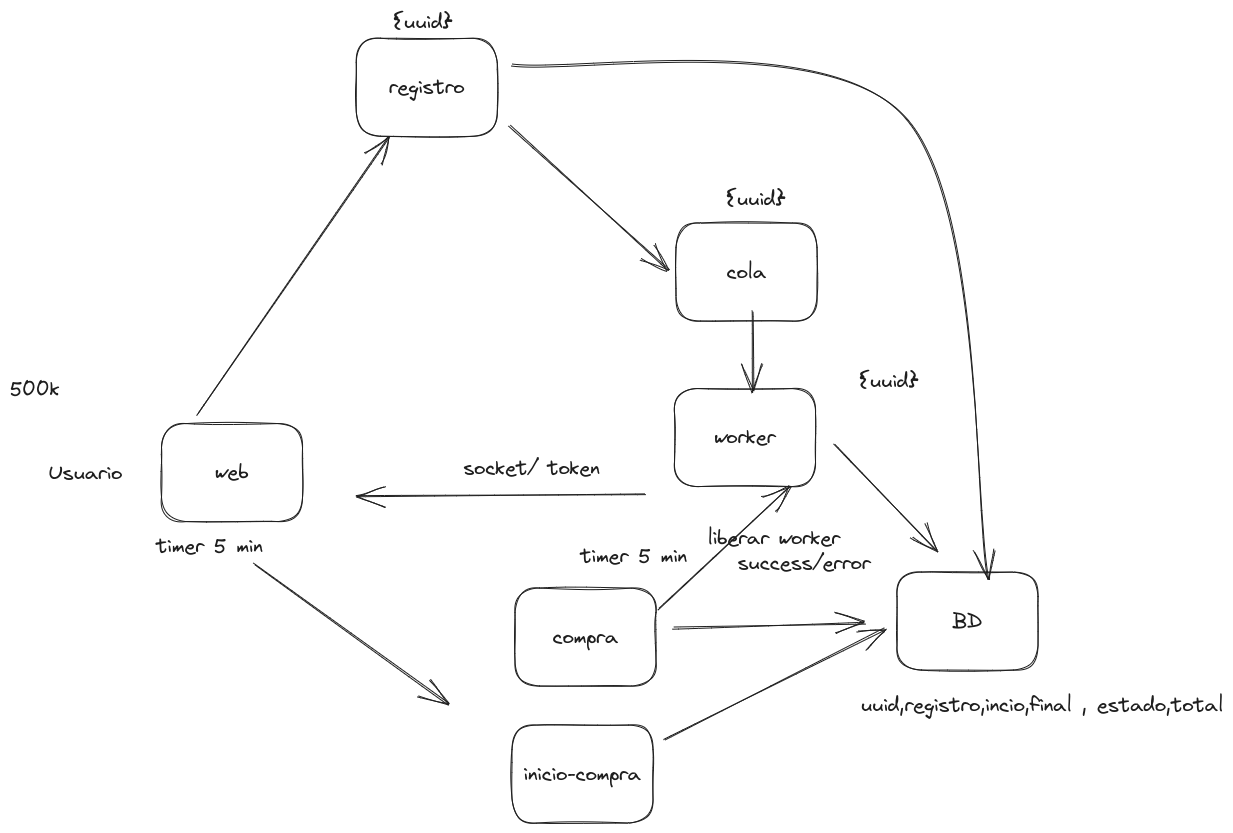 {uuid}
registro
{uuid}
cola
{uuid}
500k
worker
Usuario
web
socket/ token
timer 5 min
timer 5 min
liberar worker
success/error
compra
BD
uuid,registro,incio,final , estado,total
inicio-compra